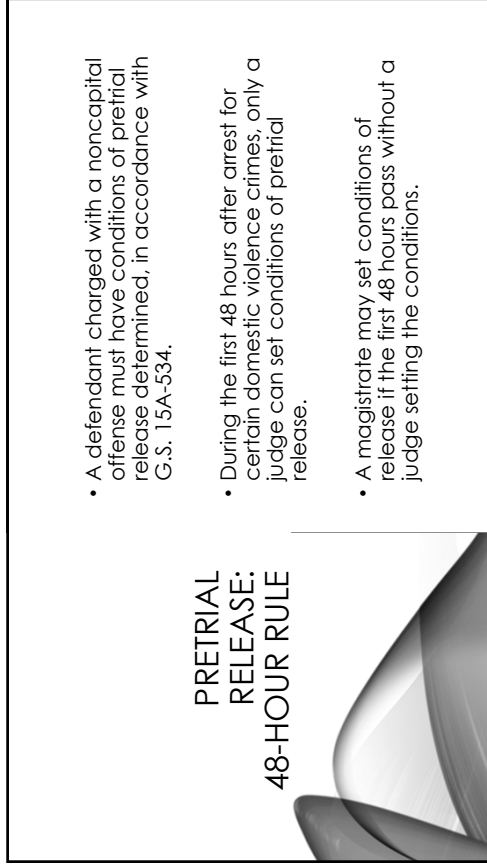 PRETRIAL
RELEASE:
48-HOUR RULE
• A defendant charged with a noncapital
offense must have conditions of pretrial
release determined, in accordance with
G.S. 15A-534.
• During the first 48 hours after arrest for
certain domestic violence crimes, only a
judge can set conditions of pretrial
release.
• A magistrate may set conditions of
release if the first 48 hours pass without a
judge setting the conditions.